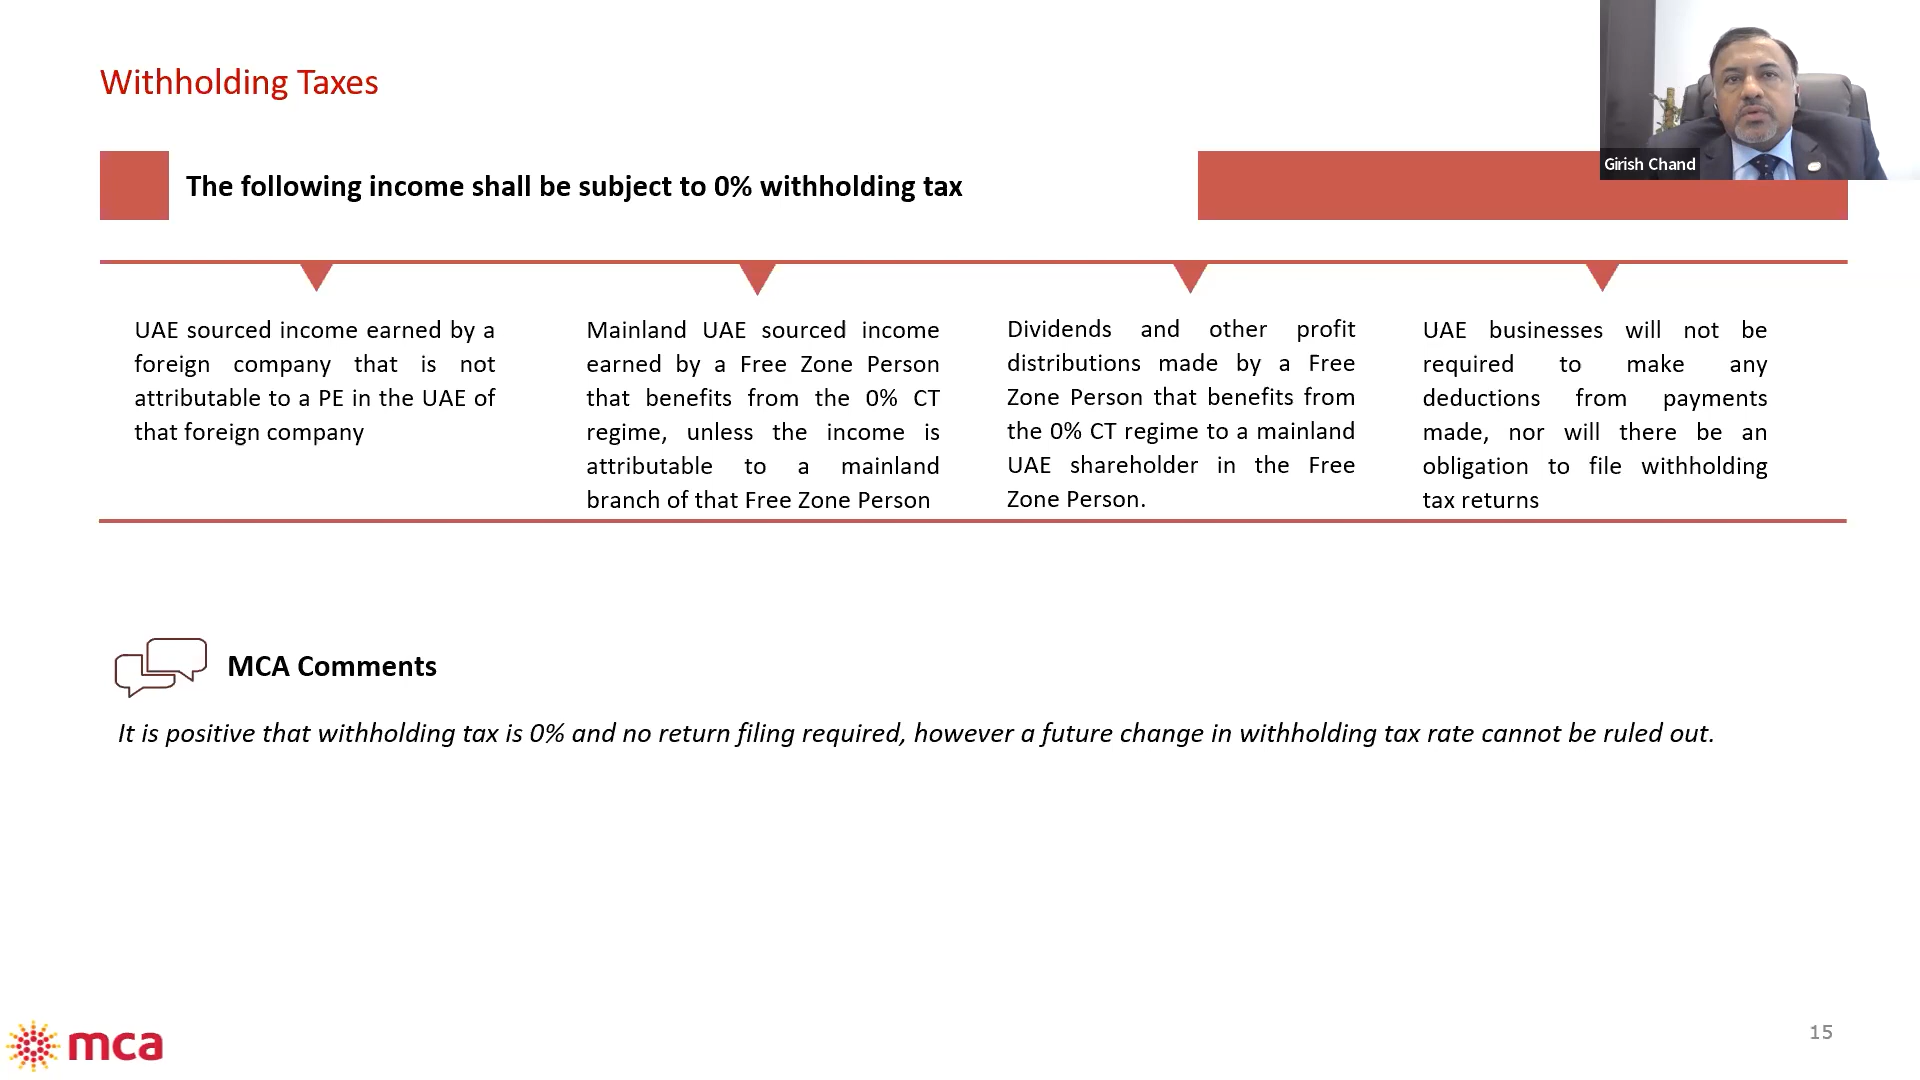 Withholding Taxes
Girish Chand
The following income shall be subject to 0% withholding tax
UAE sourced income earned by a
foreign company that is not
attributable to a PE in the UAE of
that foreign company
Mainland UAE sourced income
earned by a Free Zone Person
that benefits from the 0% CT
regime, unless the income is
attributable to a mainland
branch of that Free Zone Person
Dividends and other profit
distributions made by a Free
Zone Person that benefits from
the 0% CT regime to a mainland
UAE shareholder in the Free
Zone Person.
UAE businesses will not be
required to make any
deductions from payments
made, nor will there be an
obligation to file withholding
tax returns
MCA Comments
It is positive that withholding tax is 0% and no return filing required, however a future change in withholding tax rate cannot be ruled out.
mca
15